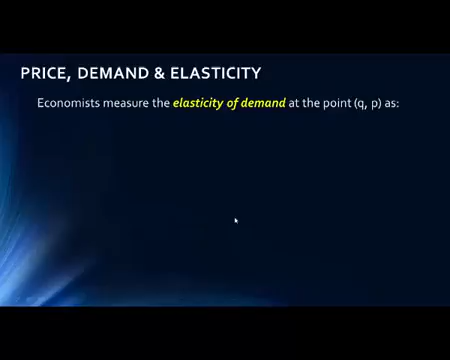 PRICE, DEMAND & ELASTICITY
Economists measure the elasticity of demand at the point (q, p) as: